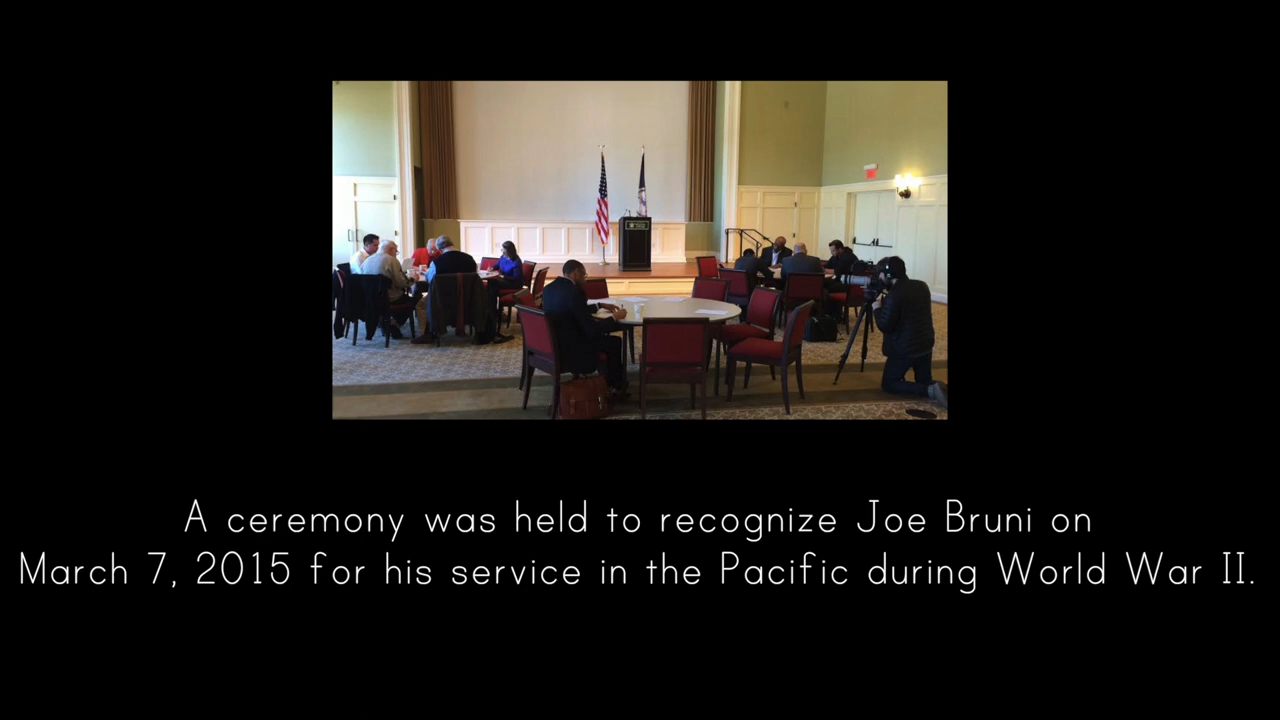 A ceremony was held to recognize Joe Bruni on
March 7, 2015 for his service in the Pacific during World War II.